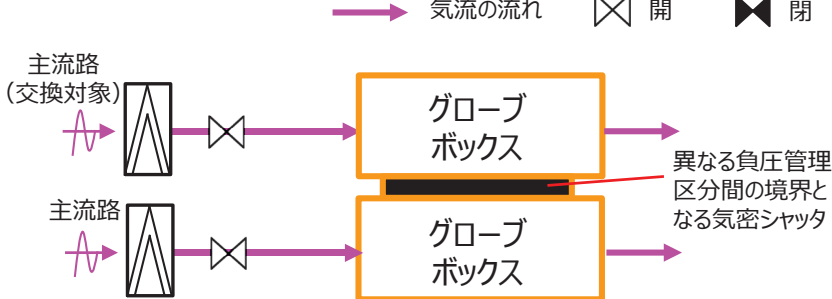 気流の流れ 開 閉
主流路
（交換対象）
グローブ
ボックス
異なる負圧管理
区分間の境界と
なる気密シャッタ
主流路
グローブ
ボックス